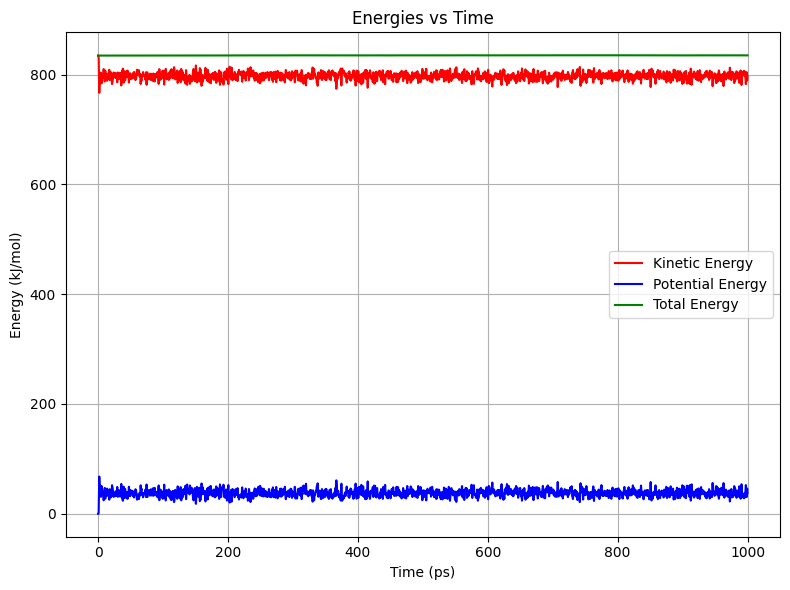 Energies vs Time
Energy (kJ/mol)
800
600
400
200
0
Kinetic Energy
Potential Energy
Total Energy
0 200 400 600 800 1000
Time (ps)